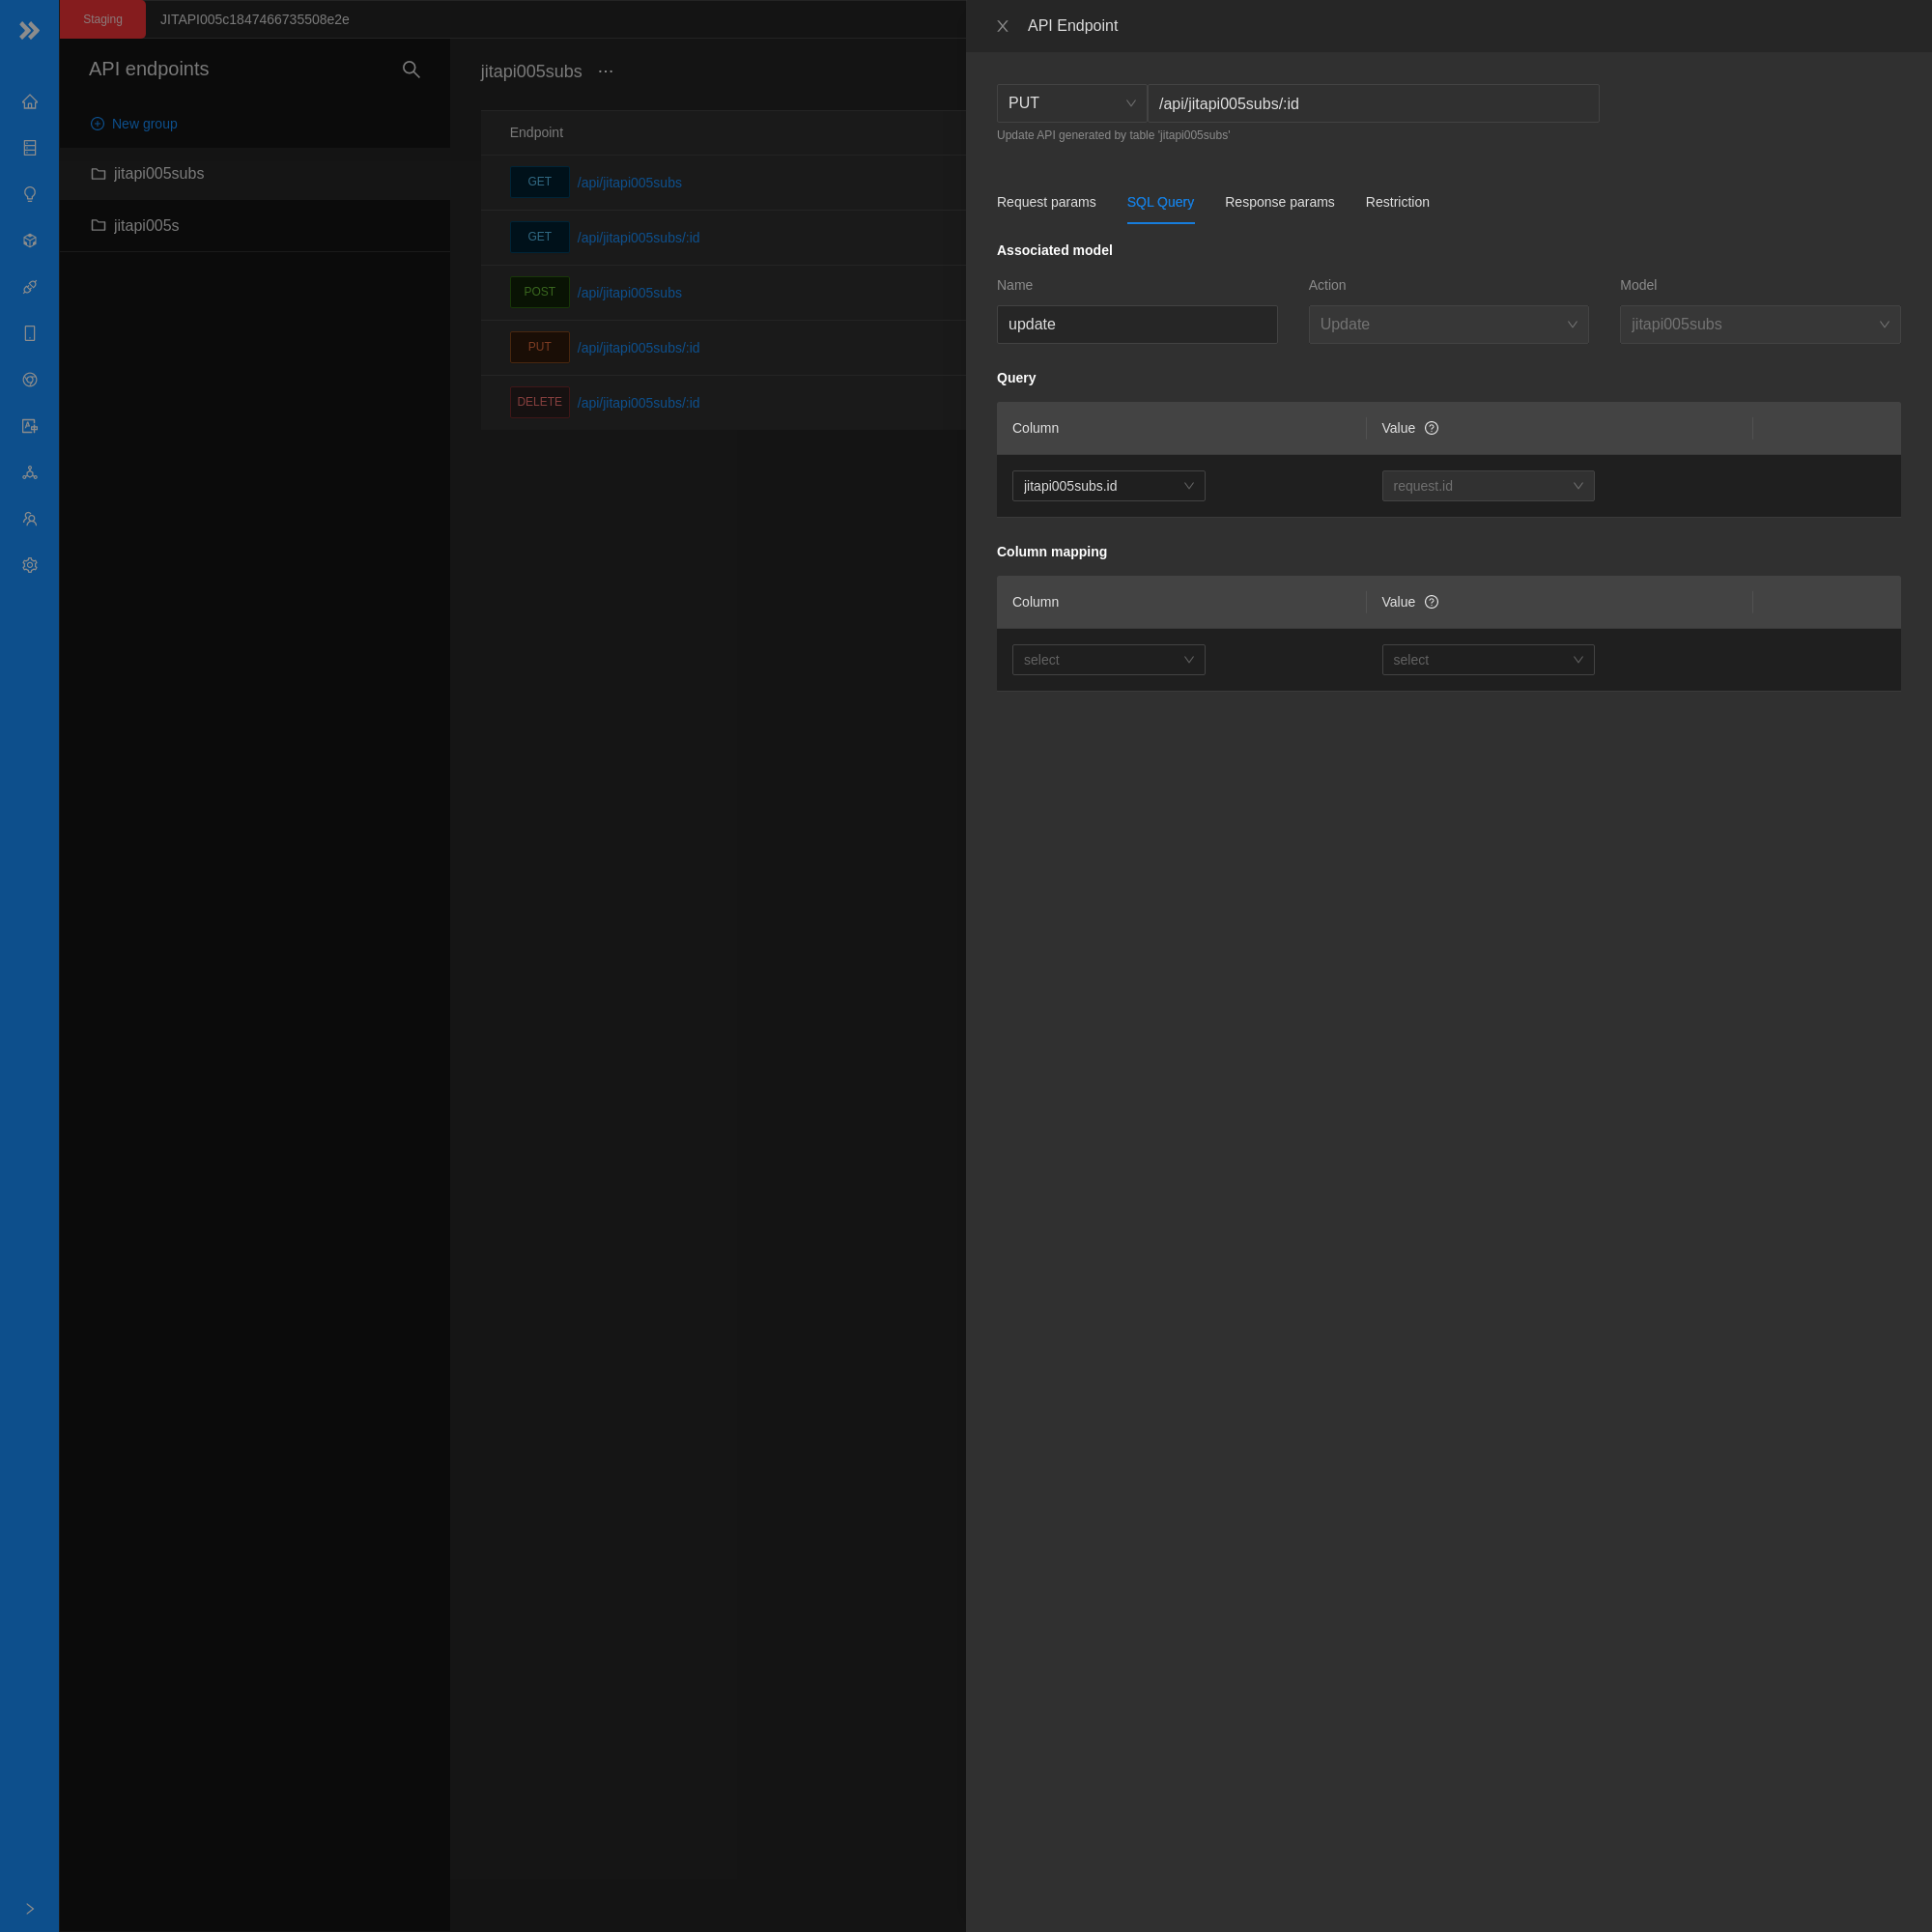 Staging JITAPI005c1847466735508e2e
API endpoints
New group
jitapi005subs
jitapi005s
jitapi005subs ···
Endpoint
GET /api/jitapi005subs
GET /api/jitapi005subs/:id
POST /api/jitapi005subs
PUT /api/jitapi005subs/:id
DELETE /api/jitapi005subs/:id
API Endpoint
PUT /api/jitapi005subs/:id
Update API generated by table 'jitapi005subs'
Request params SQL Query Response params Restriction
Associated model
Name Action Model
update Update jitapi005subs
Query
Column Value
jitapi005subs.id request.id
Column mapping
Column Value
select select